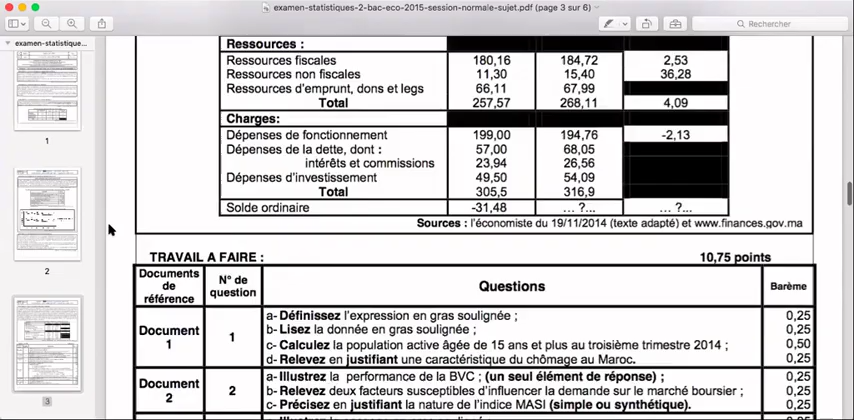 examen-statistiques-2-bac-eco-2015-session-normale-sujet.pdf (page 3 sur 6)
Rechercher
examen-statistique...
1
2
3
Ressources :
Ressources fiscales 180,16 184,72 2,53
Ressources non fiscales 11,30 15,40 36,28
Ressources d'emprunt, dons et legs 66,11 67,99
Total 257,57 268,11 4,09
Charges:
Dépenses de fonctionnement 199,00 194,76 -2,13
Dépenses de la dette, dont : 57,00 68,05
intérêts et commissions 23,94 26,56
Dépenses d'investissement 49,50 54,09
Total 305,5 316,9
Solde ordinaire -31,48 ... ?... ... ?...
Sources : l'économiste du 19/11/2014 (texte adapté) et www.finances.gov.ma
TRAVAIL A FAIRE : 10,75 points
Documents de référence N° de question Questions Barème
Document 1 1
a- Définissez l'expression en gras soulignée ; 0,25
b- Lisez la donnée en gras soulignée ; 0,25
c- Calculez la population active âgée de 15 ans et plus au troisième trimestre 2014 ; 0,50
d- Relevez en justifiant une caractéristique du chômage au Maroc. 0,25
Document 2 2
a- Illustrez la performance de la BVC ; (un seul élément de réponse) ; 0,25
b- Relevez deux facteurs susceptibles d'influencer la demande sur le marché boursier ; 0,25
c- Précisez en justifiant la nature de l'indice MASI (simple ou synthétique). 0,50